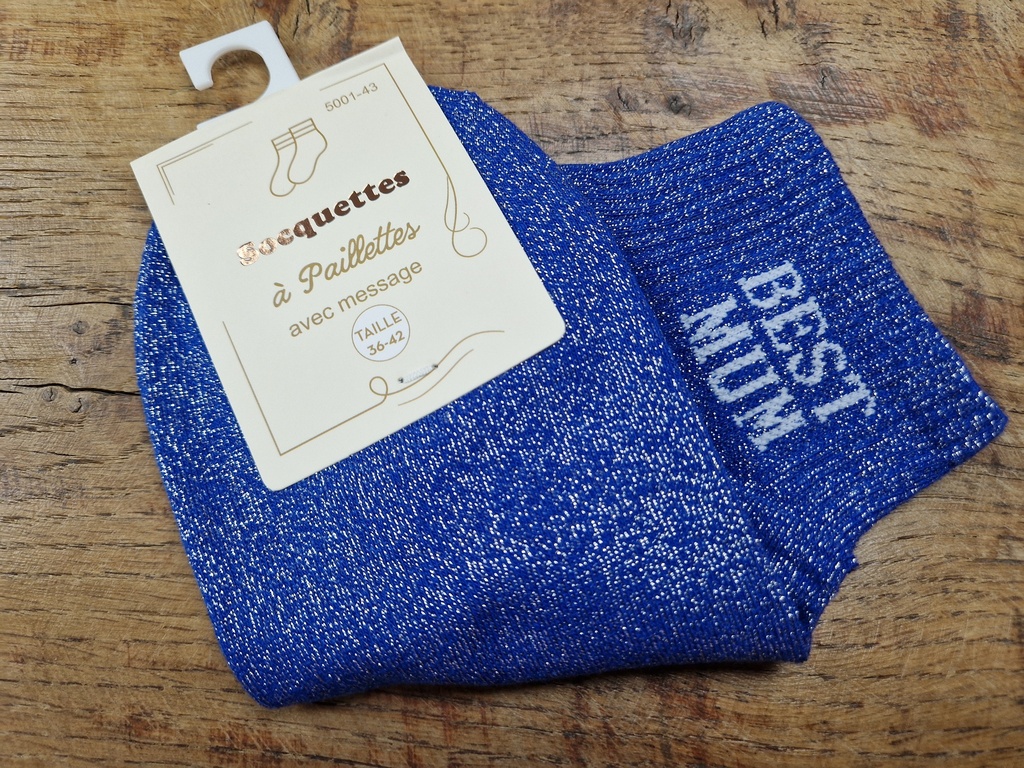 5001-43
Socquettes
à Paillettes
avec message
TAILLE
36-42
BEST
MUM